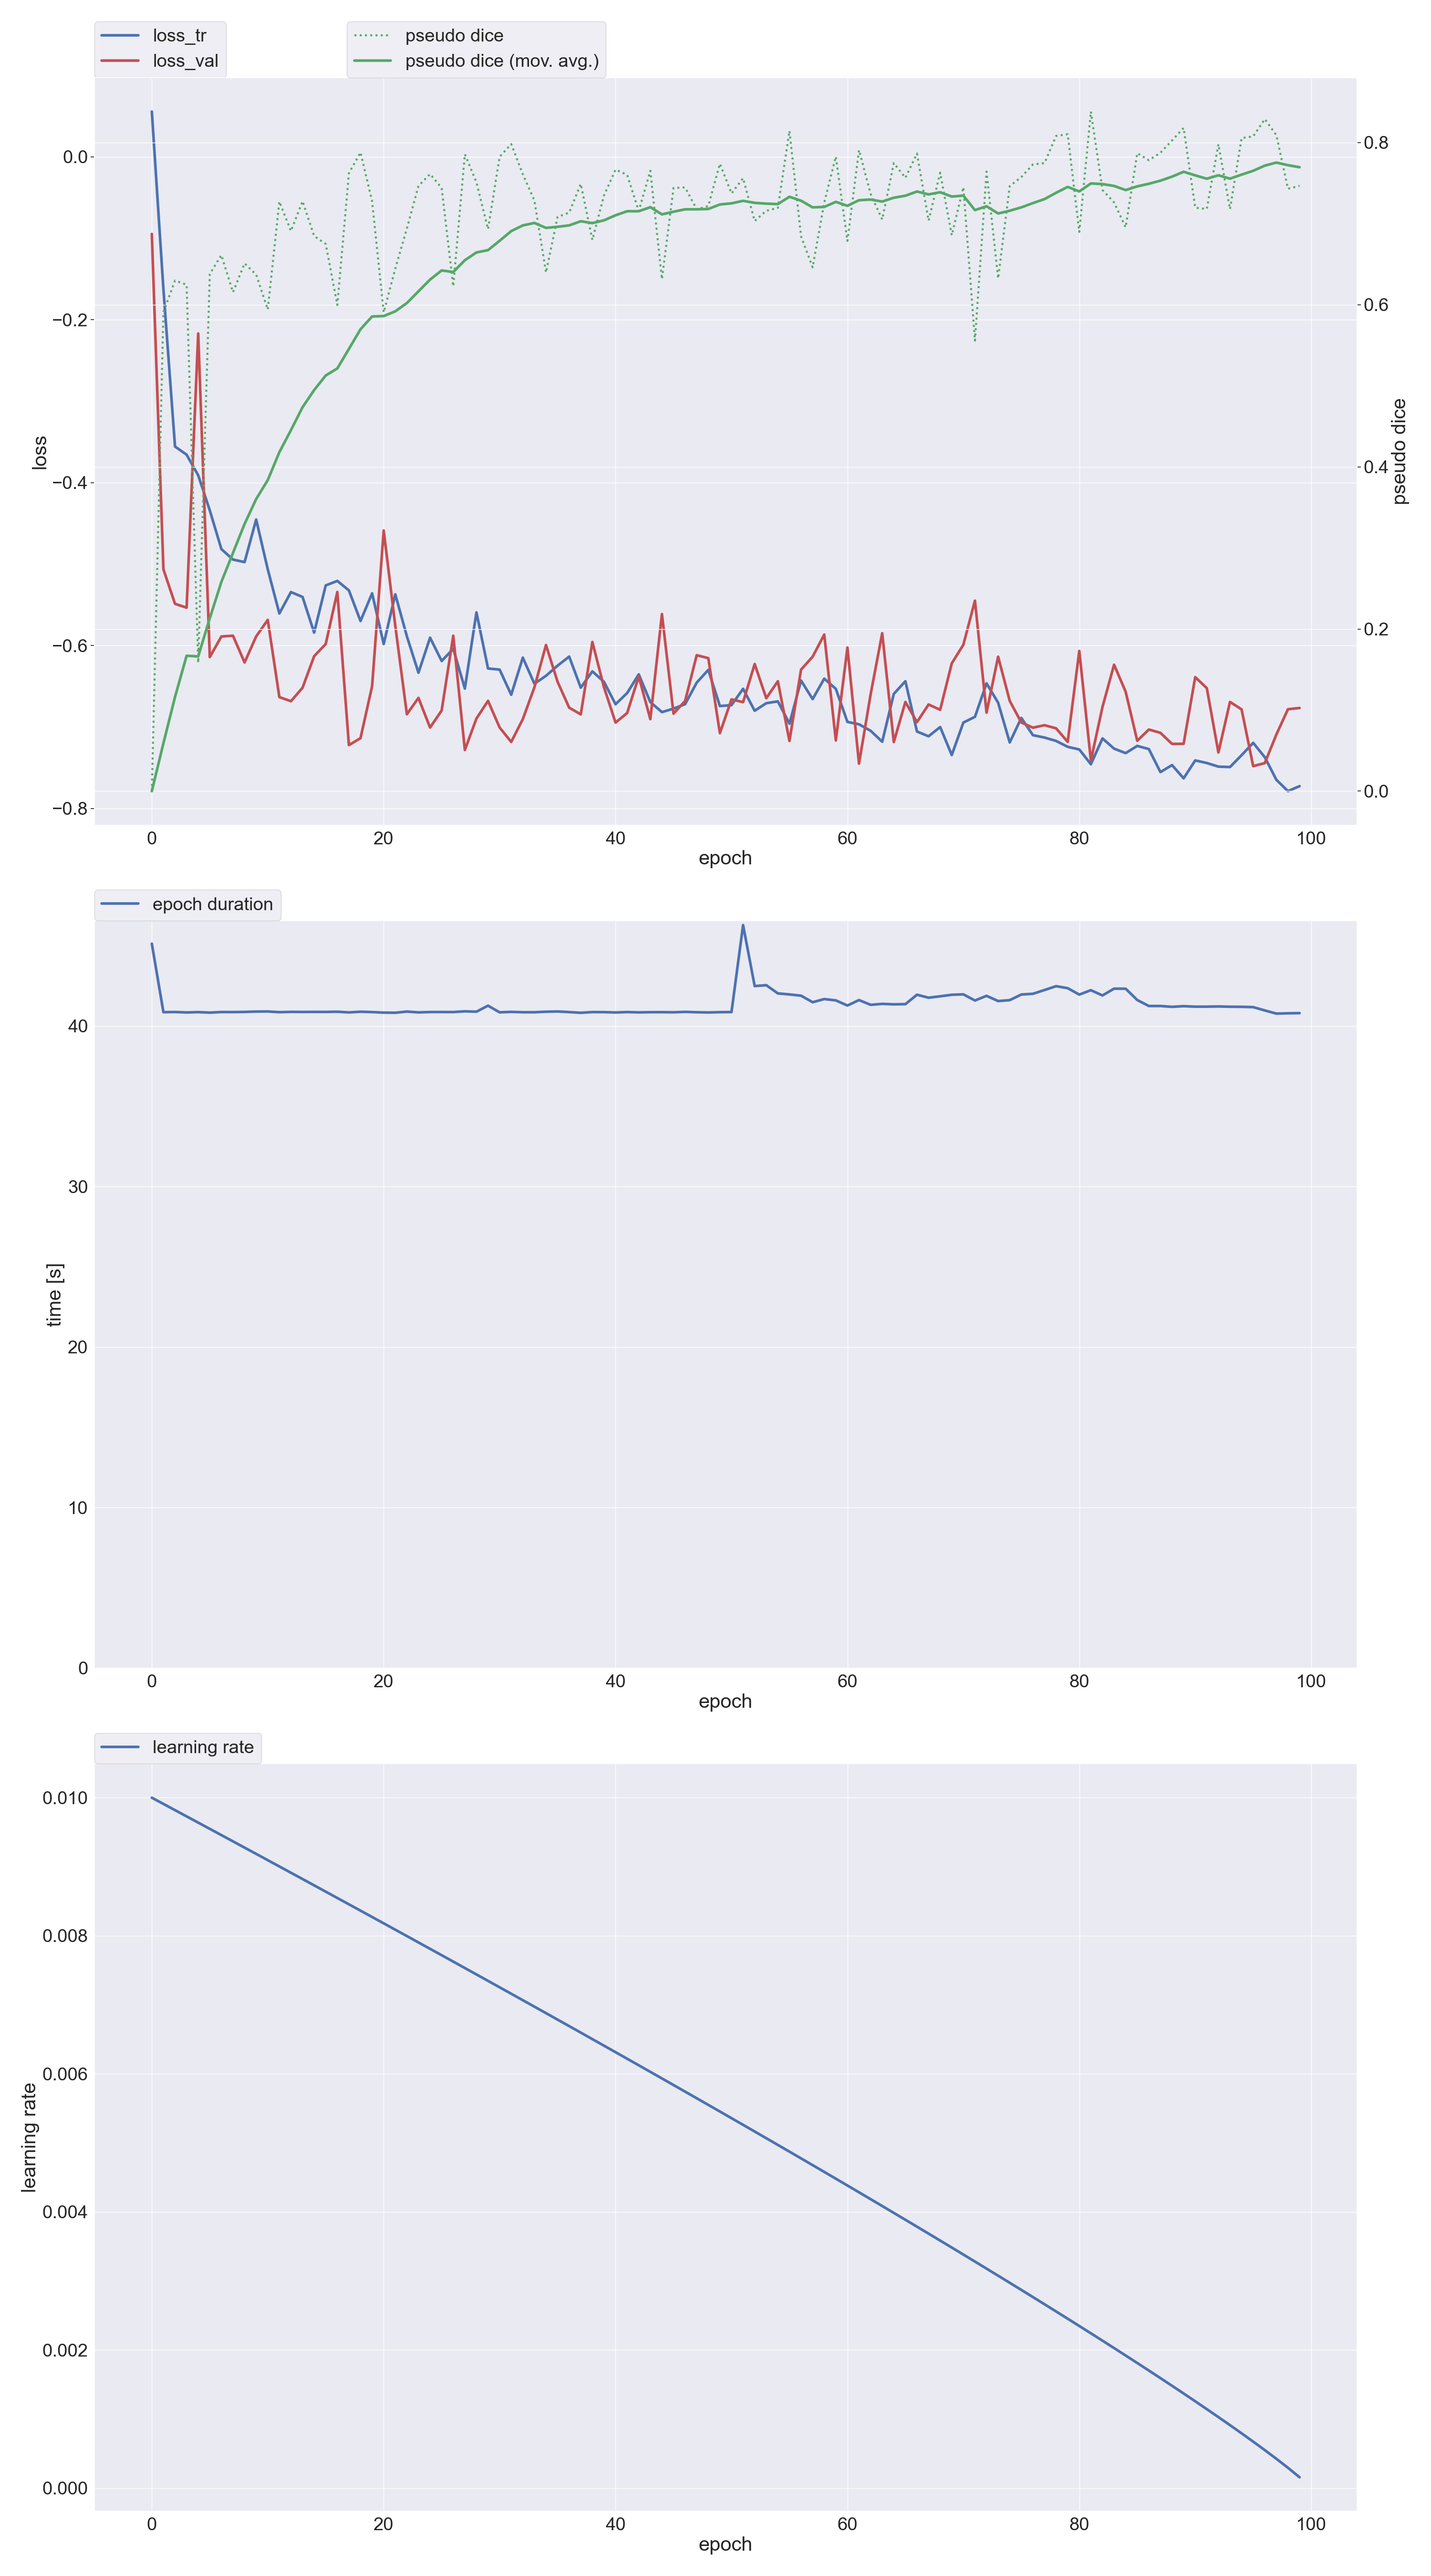 loss_tr
loss_val
pseudo dice
pseudo dice (mov. avg.)
0.0
−0.2
−0.4
−0.6
−0.8
loss
0.8
0.6
0.4
0.2
0.0
pseudo dice
0 20 40 60 80 100
epoch
epoch duration
40
30
20
10
0
time [s]
0 20 40 60 80 100
epoch
learning rate
0.010
0.008
0.006
0.004
0.002
0.000
learning rate
0 20 40 60 80 100
epoch